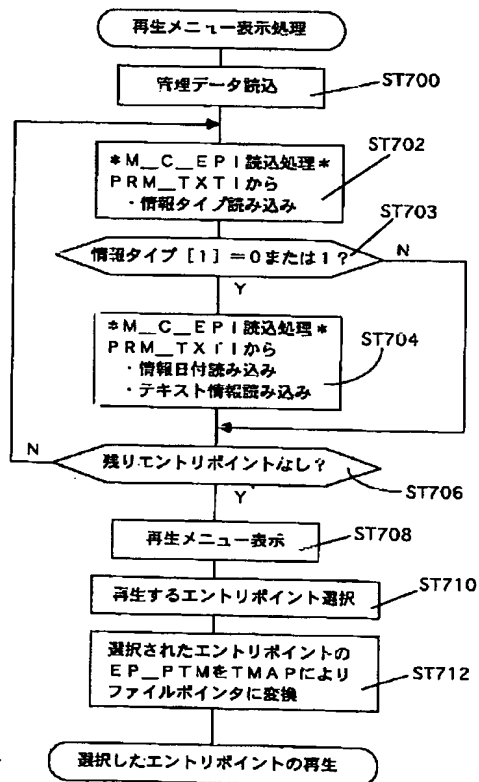 再生メニュー表示処理
管理データ読込
ST700
ST702
*M__C__EPI読込処理*
PRM__TXTIから
・情報タイプ読み込み
ST703
情報タイプ[1]=0または1?
N
Y
*M__C__EPI読込処理*
PRM__TXTIから
・情報日付読み込み
・テキスト情報読み込み
ST704
N
残りエントリポイントなし?
ST706
Y
再生メニュー表示
ST708
再生するエントリポイント選択
ST710
選択されたエントリポイントの
EP__PTMをTMAPにより
ファイルポインタに変換
ST712
選択したエントリポイントの再生